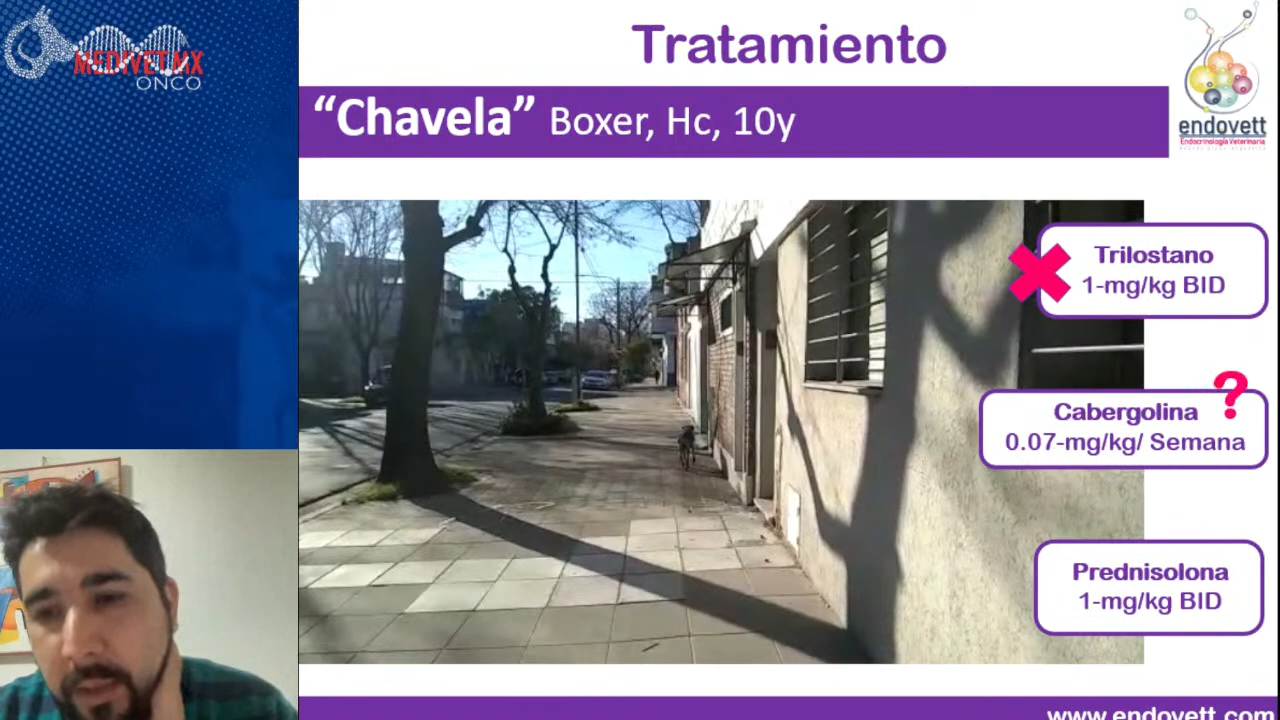 MEDIVET.MX
ONCO
Tratamiento
“Chavela” Boxer, Hc, 10y
endovett
Endocrinología Veterinaria
Trilostano
1-mg/kg BID
?
Cabergolina
0.07-mg/kg/ Semana
Prednisolona
1-mg/kg BID
www.endovett.com